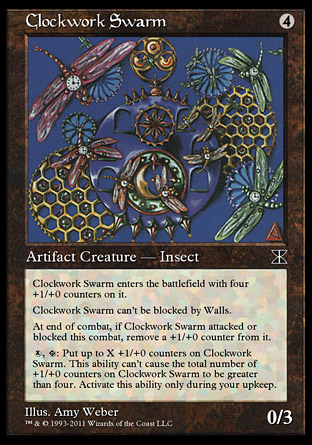 Clockwork Swarm 4
Artifact Creature — Insect
Clockwork Swarm enters the battlefield with four
+1/+0 counters on it.
Clockwork Swarm can't be blocked by Walls.
At end of combat, if Clockwork Swarm attacked or
blocked this combat, remove a +1/+0 counter from it.
X, : Put up to X +1/+0 counters on Clockwork
Swarm. This ability can't cause the total number of
+1/+0 counters on Clockwork Swarm to be greater
than four. Activate this ability only during your upkeep.
Illus. Amy Weber
™ & © 1993-2011 Wizards of the Coast LLC
0/3